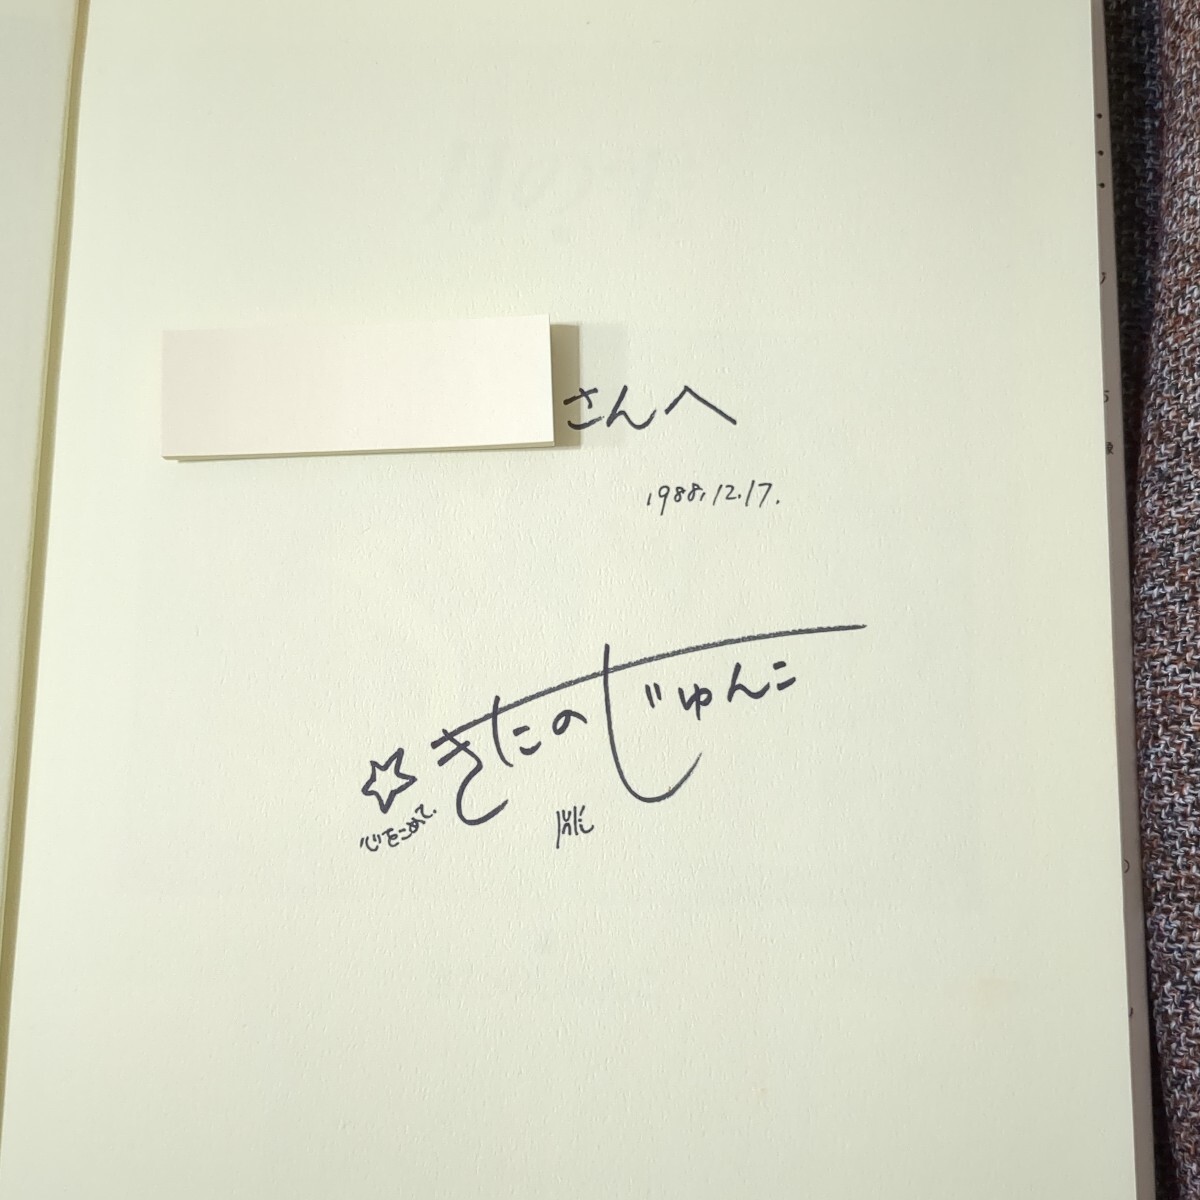 さんへ
1988.12.17.
☆きたのじゅんこ
心をこめて.